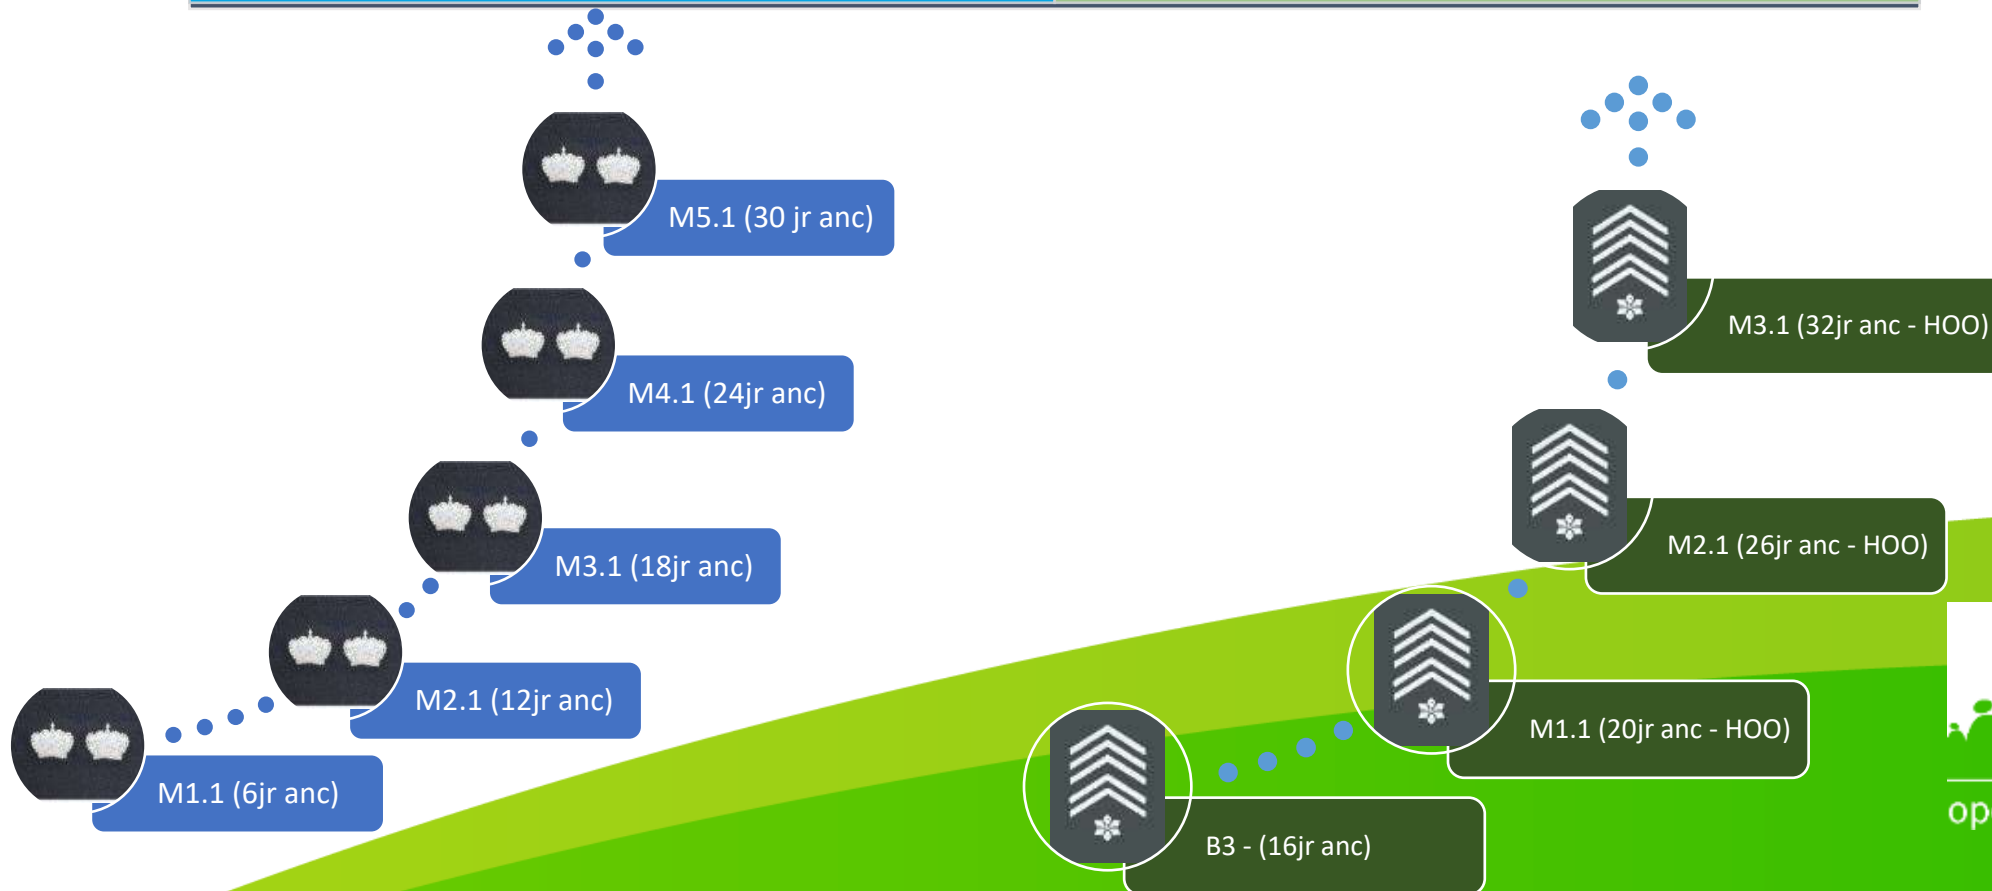 M5.1 (30 jr anc)
M4.1 (24jr anc)
M3.1 (18jr anc)
M2.1 (12jr anc)
M1.1 (6jr anc)
M3.1 (32jr anc - HOO)
M2.1 (26jr anc - HOO)
M1.1 (20jr anc - HOO)
B3 - (16jr anc)